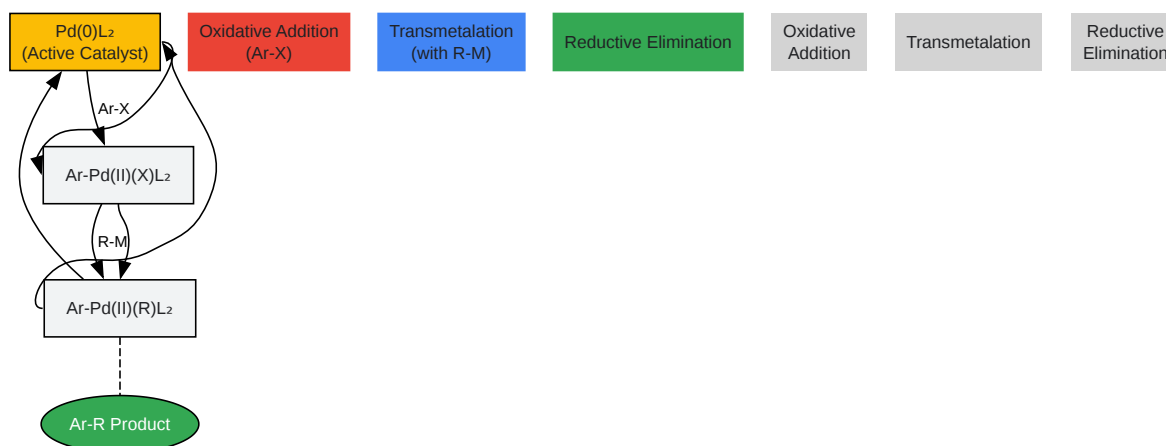 Pd(0)L₂
(Active Catalyst)
Oxidative Addition
(Ar-X)
Transmetalation
(with R-M)
Reductive Elimination
Oxidative
Addition
Transmetalation
Reductive
Elimination
Ar-X
Ar-Pd(II)(X)L₂
R-M
Ar-Pd(II)(R)L₂
Ar-R Product